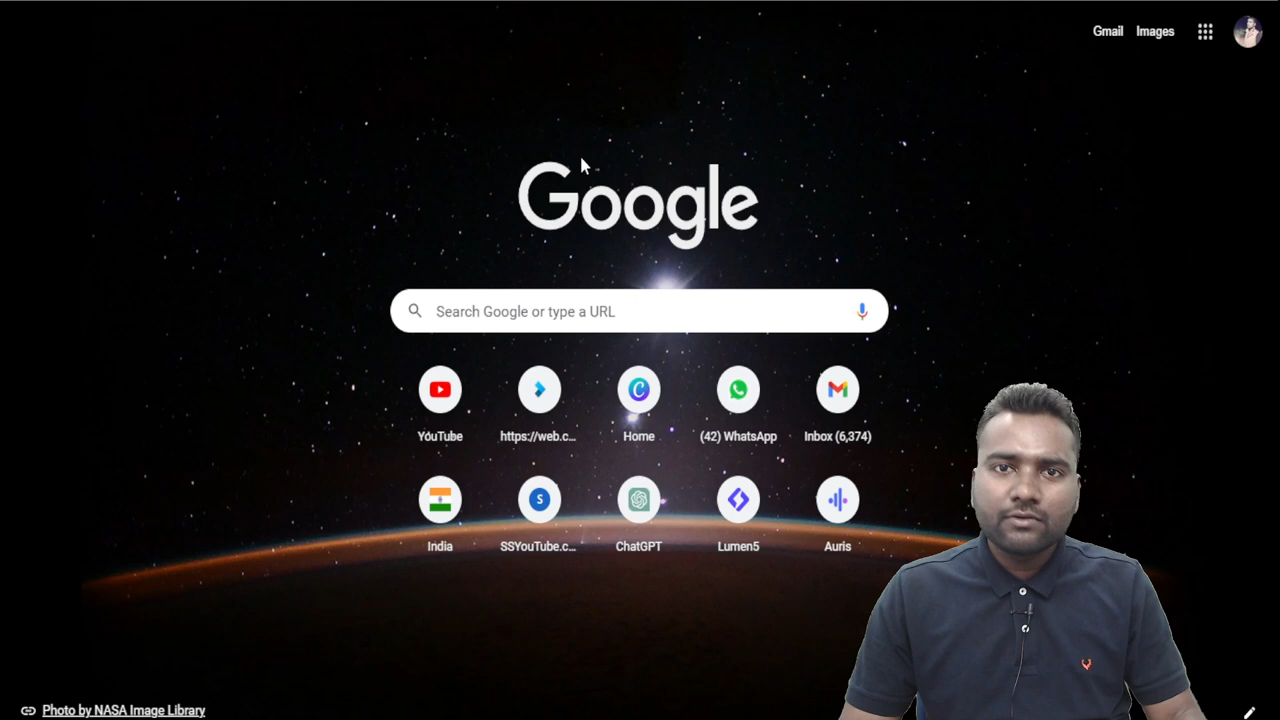 Gmail Images
Google
Search Google or type a URL
YouTube https://web.c... Home (42) WhatsApp Inbox (6,374)
S
India SSYouTube.c... ChatGPT Lumen5 Auris
Photo by NASA Image Library